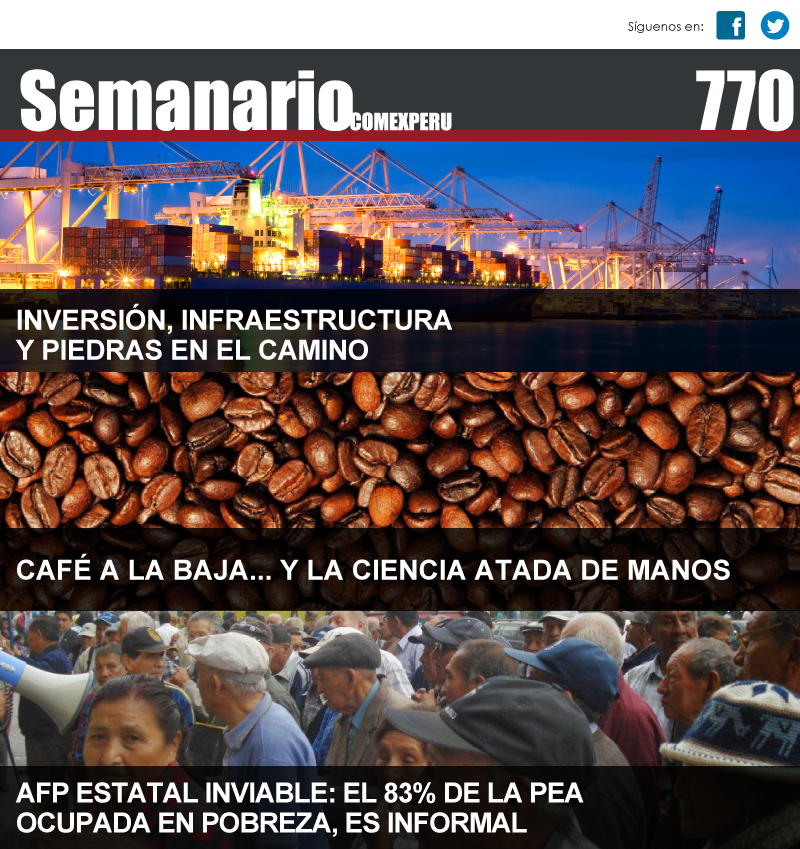 Síguenos en:
Semanario COMEXPERU 770
INVERSIÓN, INFRAESTRUCTURA
Y PIEDRAS EN EL CAMINO
CAFÉ A LA BAJA... Y LA CIENCIA ATADA DE MANOS
AFP ESTATAL INVIABLE: EL 83% DE LA PEA
OCUPADA EN POBREZA, ES INFORMAL